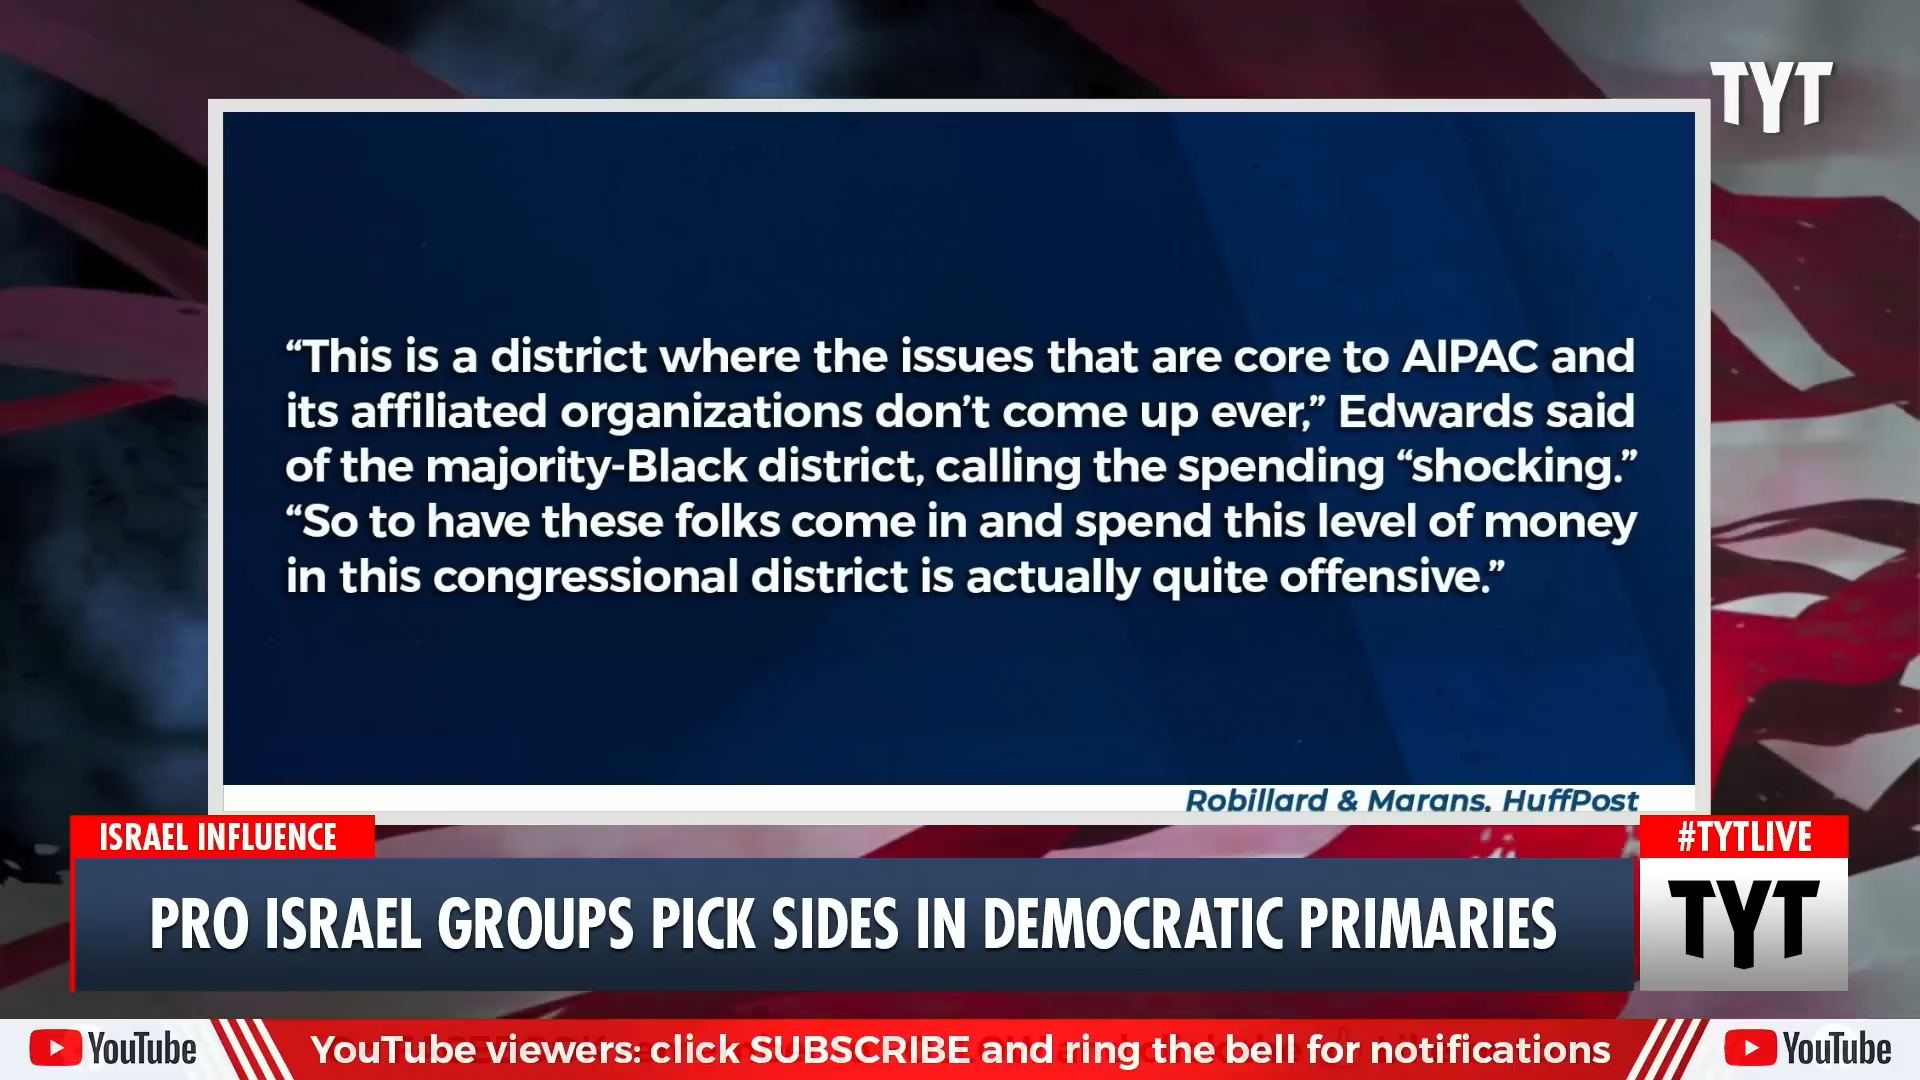 TYT
“This is a district where the issues that are core to AIPAC and
its affiliated organizations don’t come up ever,” Edwards said
of the majority-Black district, calling the spending “shocking.”
“So to have these folks come in and spend this level of money
in this congressional district is actually quite offensive.”
Robillard & Marans, HuffPost
ISRAEL INFLUENCE
#TYTLIVE
PRO ISRAEL GROUPS PICK SIDES IN DEMOCRATIC PRIMARIES
TYT
YouTube
YouTube viewers: click SUBSCRIBE and ring the bell for notifications
YouTube